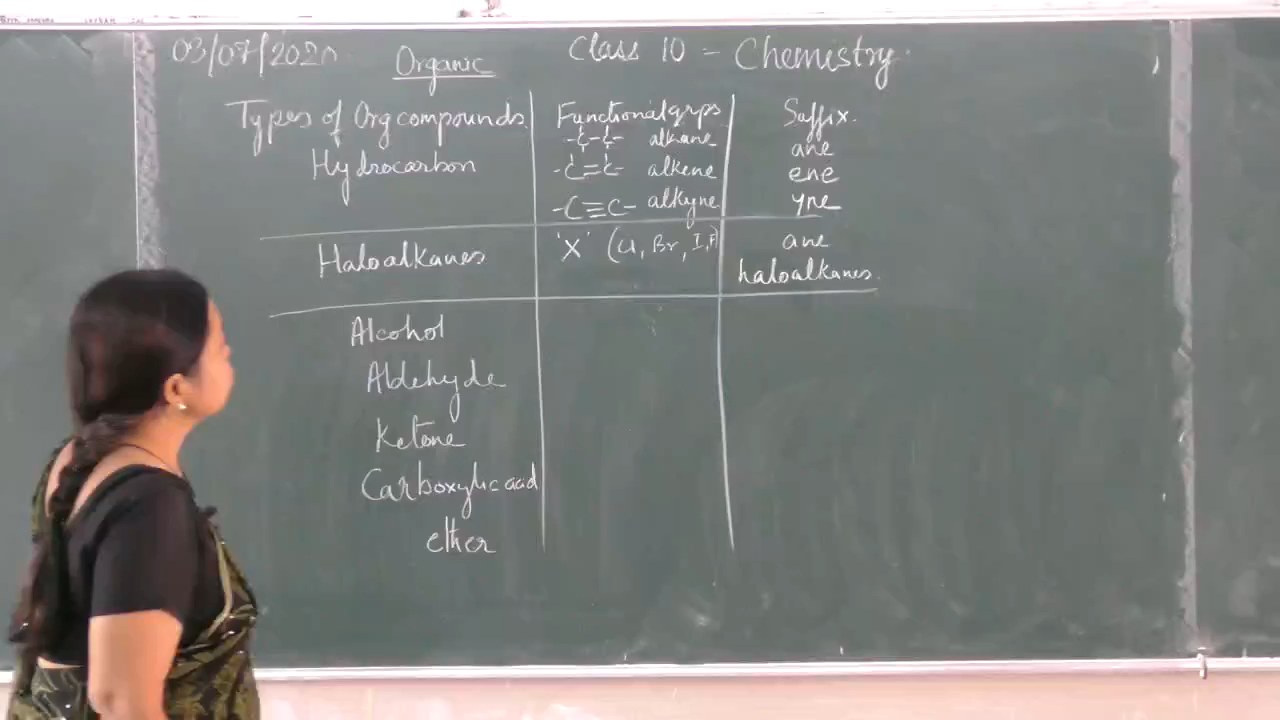 03/07/2020
Organic
Class 10 - Chemistry
Types of Org compounds
Functional grps
Suffix.
Hydrocarbon
-C-C- alkane
ane
-C=C- alkene
ene
-C≡C- alkyne
yne
Haloalkanes
'X' (Cl, Br, I, F)
ane
haloalkanes.
Alcohol
Aldehyde
Ketone
Carboxylic acid
ether